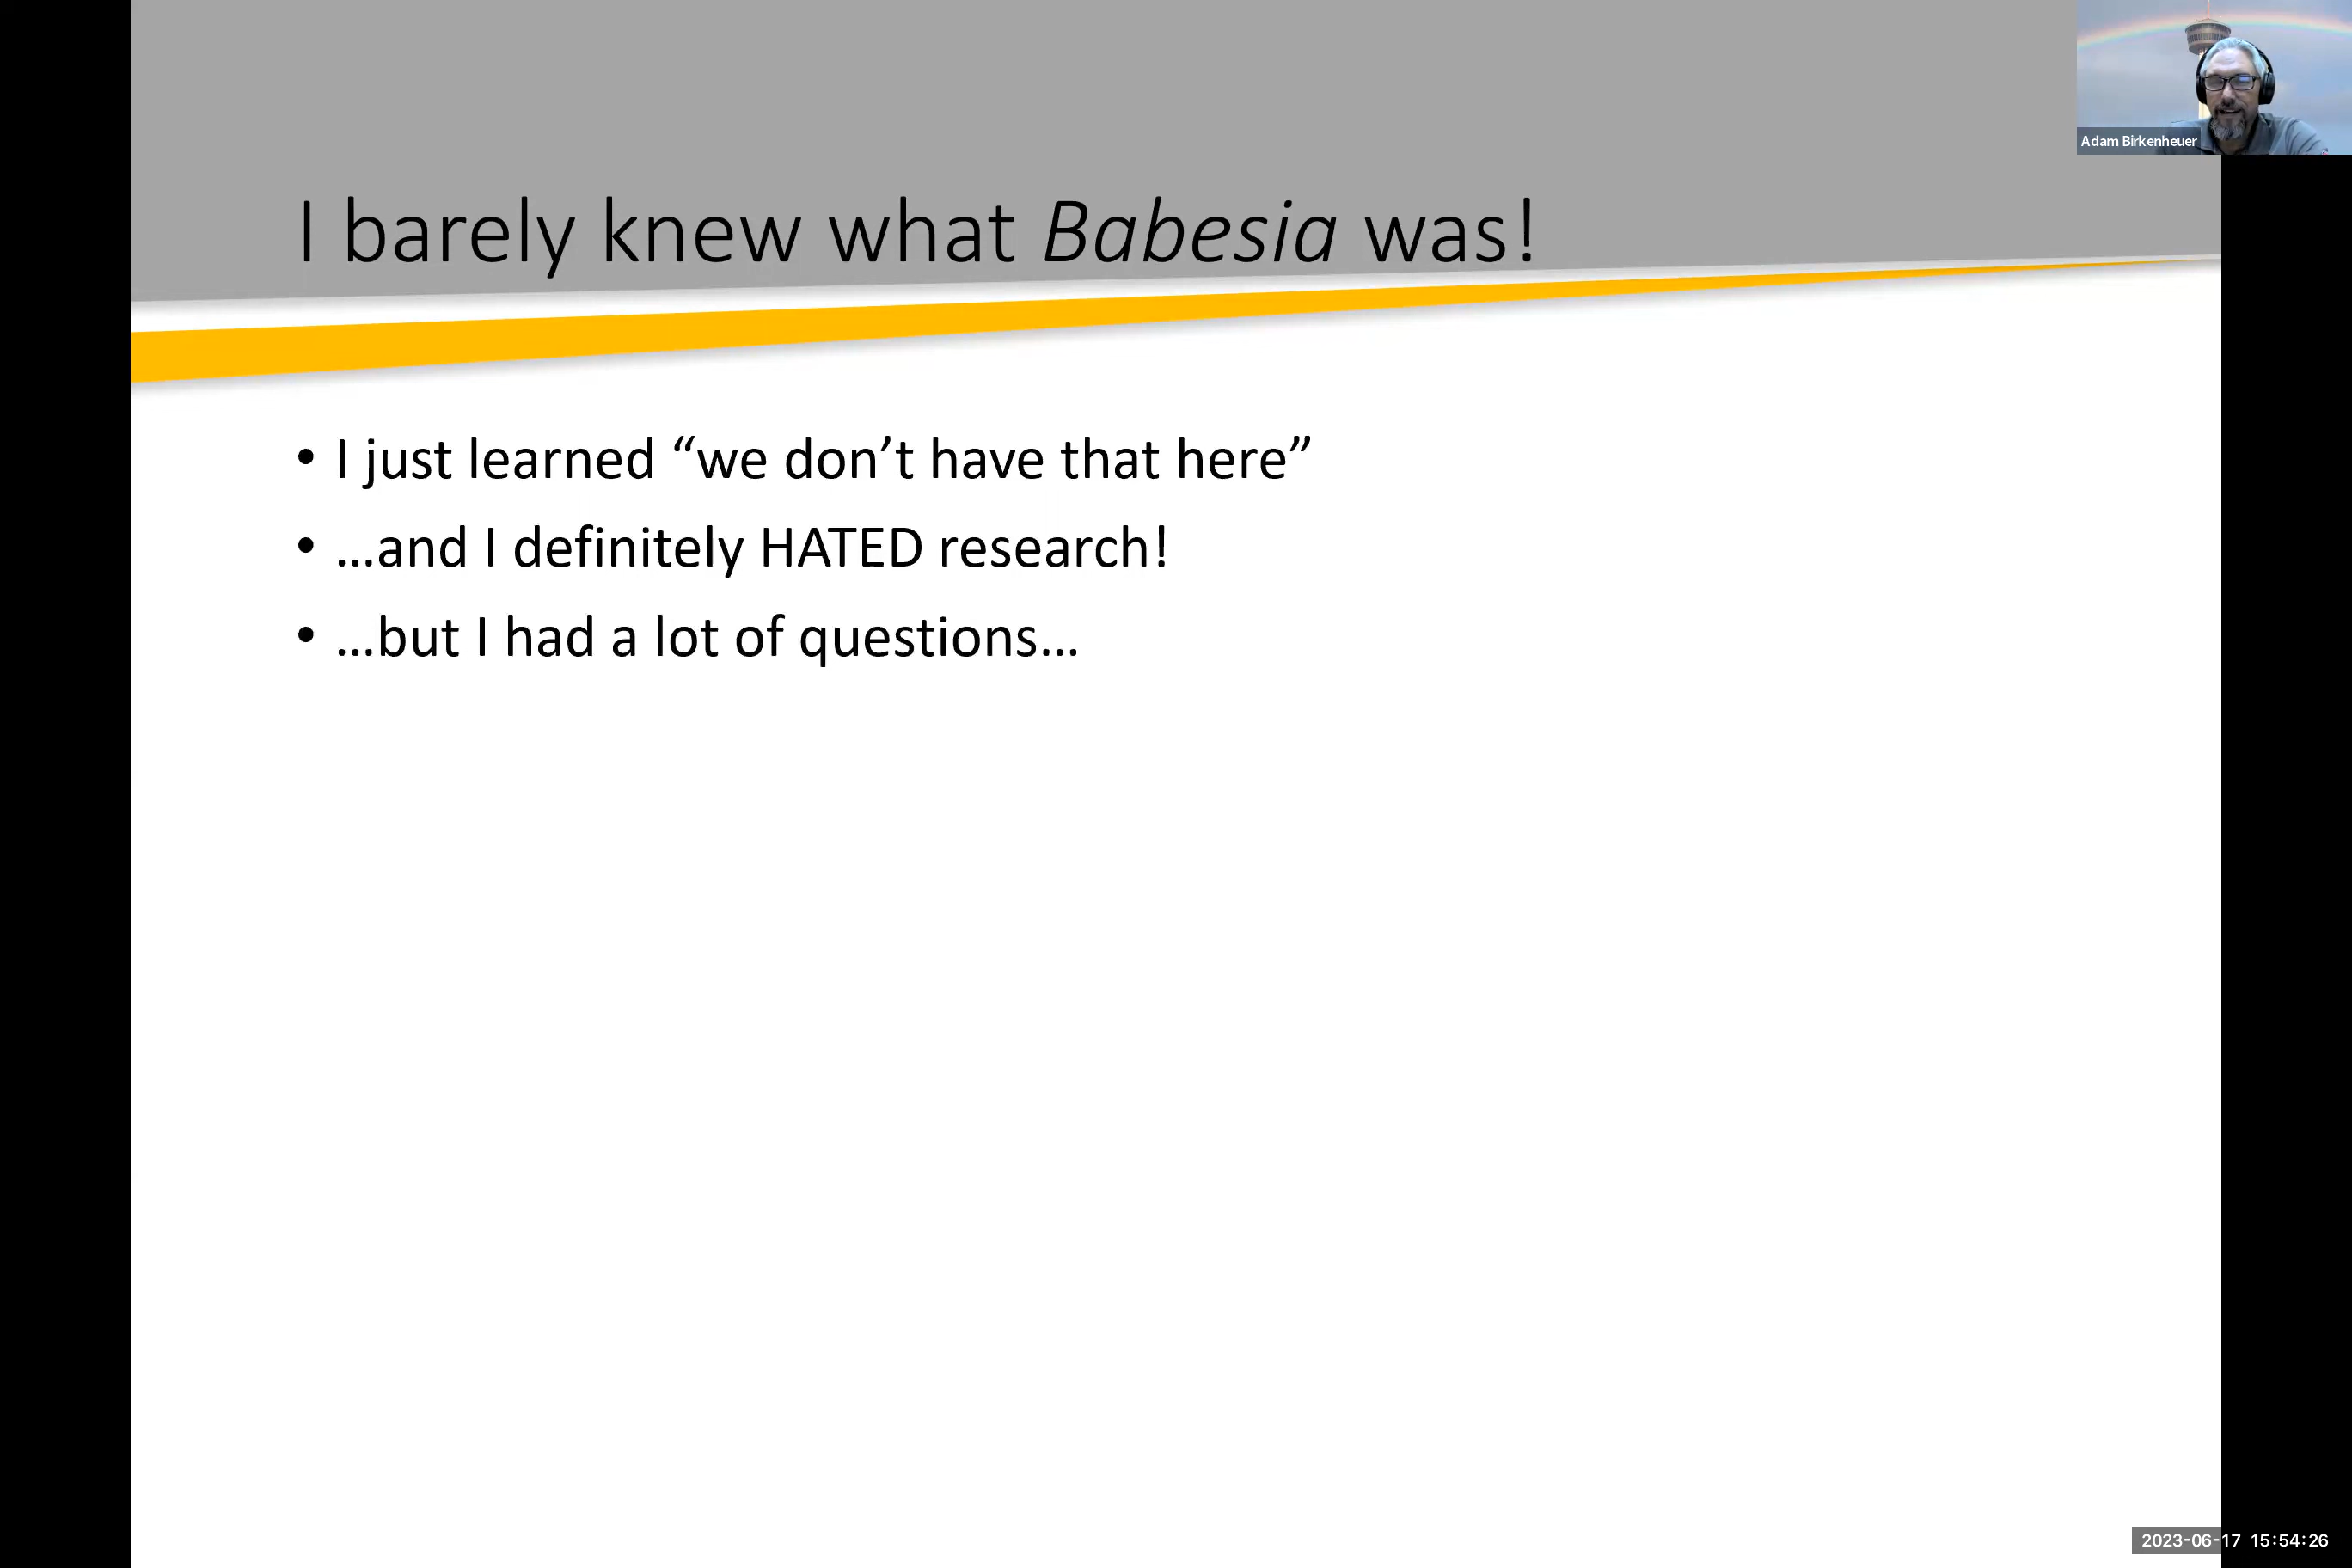 Adam Birkenheuer
I barely knew what Babesia was!
• I just learned “we don’t have that here”
• …and I definitely HATED research!
• …but I had a lot of questions…
2023-06-17 15:54:26